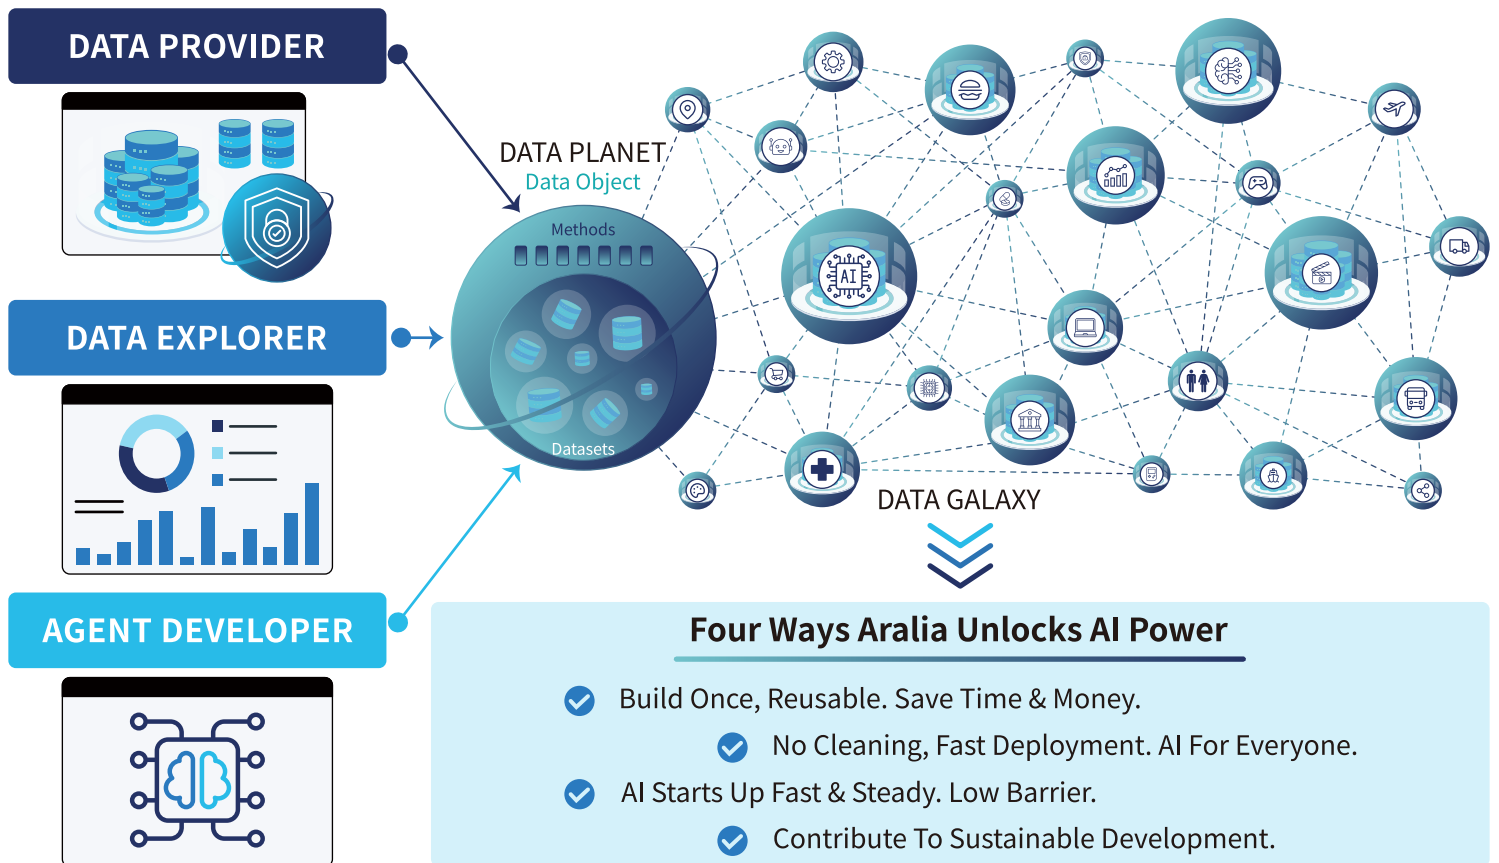 DATA PROVIDER
DATA PLANET
Data Object
Methods
Datasets
AI
DATA EXPLORER
DATA GALAXY
AGENT DEVELOPER
Four Ways Aralia Unlocks AI Power
Build Once, Reusable. Save Time & Money.
No Cleaning, Fast Deployment. AI For Everyone.
AI Starts Up Fast & Steady. Low Barrier.
Contribute To Sustainable Development.